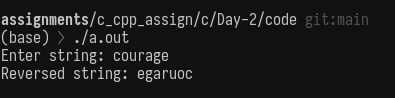 assignments/c_cpp_assign/c/Day-2/code git:main
(base) > ./a.out
Enter string: courage
Reversed string: egaruoc